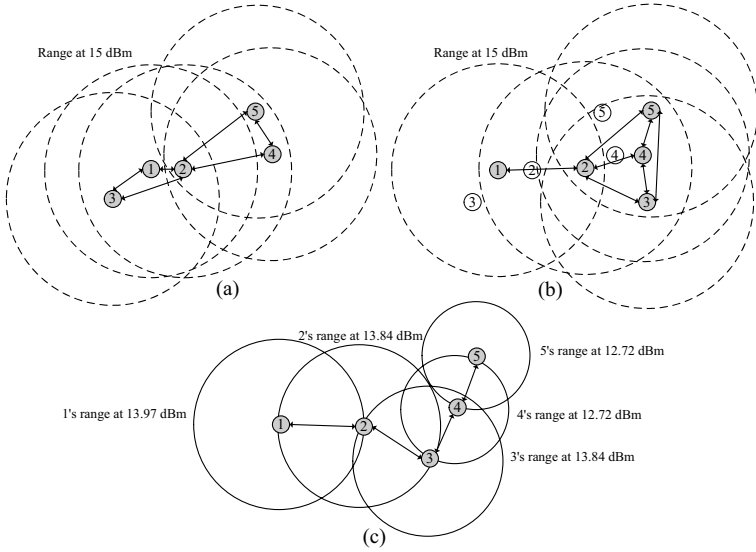 Range at 15 dBm
5
1
2
4
3
(a)
Range at 15 dBm
5
5
4
4
1
2
2
3
3
(b)
2's range at 13.84 dBm
5
5's range at 12.72 dBm
1's range at 13.97 dBm
4
4's range at 12.72 dBm
1
2
3
3's range at 13.84 dBm
(c)